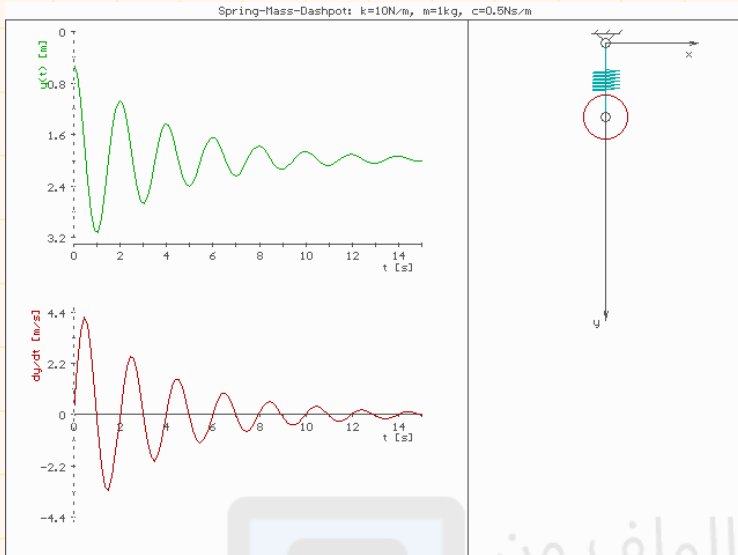 Spring-Mass-Dashpot: k=10N/m, m=1kg, c=0.5Ns/m
y(t) [m]
0
0.8
1.6
2.4
3.2
0 2 4 6 8 10 12 14
t [s]
dy/dt [m/s]
4.4
2.2
0
-2.2
-4.4
0 2 4 6 8 10 12 14
t [s]
x
y